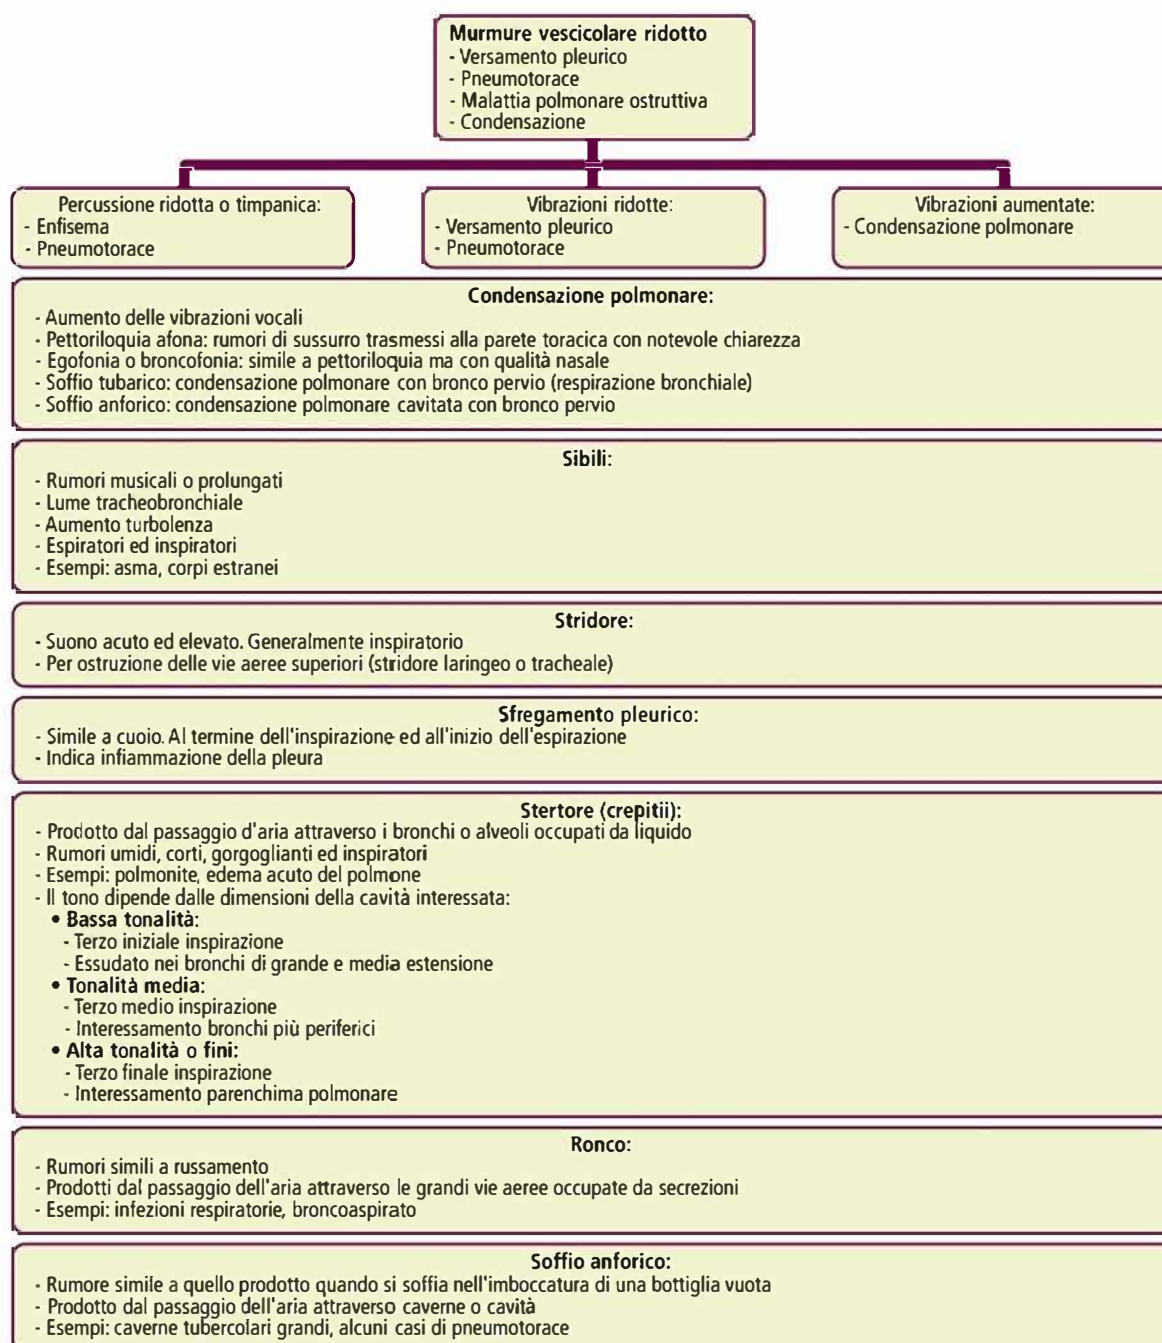 Murmure vescicolare ridotto
- Versamento pleurico
- Pneumotorace
- Malattia polmonare ostruttiva
- Condensazione
Percussione ridotta o timpanica:
- Enfisema
- Pneumotorace
Vibrazioni ridotte:
- Versamento pleurico
- Pneumotorace
Vibrazioni aumentate:
- Condensazione polmonare
Condensazione polmonare:
- Aumento delle vibrazioni vocali
- Pettoriloquia afona: rumori di sussurro trasmessi alla parete toracica con notevole chiarezza
- Egofonia o broncofonia: simile a pettoriloquia ma con qualità nasale
- Soffio tubarico: condensazione polmonare con bronco pervio (respirazione bronchiale)
- Soffio anforico: condensazione polmonare cavitata con bronco pervio
Sibili:
- Rumori musicali o prolungati
- Lume tracheobronchiale
- Aumento turbolenza
- Espiratori ed inspiratori
- Esempi: asma, corpi estranei
Stridore:
- Suono acuto ed elevato. Generalmente inspiratorio
- Per ostruzione delle vie aeree superiori (stridore laringeo o tracheale)
Sfregamento pleurico:
- Simile a cuoio. Al termine dell'inspirazione ed all'inizio dell'espirazione
- Indica infiammazione della pleura
Stertore (crepitii):
- Prodotto dal passaggio d'aria attraverso i bronchi o alveoli occupati da liquido
- Rumori umidi, corti, gorgoglianti ed inspiratori
- Esempi: polmonite, edema acuto del polmone
- Il tono dipende dalle dimensioni della cavità interessata:
• Bassa tonalità:
- Terzo iniziale inspirazione
- Essudato nei bronchi di grande e media estensione
• Tonalità media:
- Terzo medio inspirazione
- Interessamento bronchi più periferici
• Alta tonalità o fini:
- Terzo finale inspirazione
- Interessamento parenchima polmonare
Ronco:
- Rumori simili a russamento
- Prodotti dal passaggio dell'aria attraverso le grandi vie aeree occupate da secrezioni
- Esempi: infezioni respiratorie, broncoaspirato
Soffio anforico:
- Rumore simile a quello prodotto quando si soffia nell'imboccatura di una bottiglia vuota
- Prodotto dal passaggio dell'aria attraverso caverne o cavità
- Esempi: caverne tubercolari grandi, alcuni casi di pneumotorace